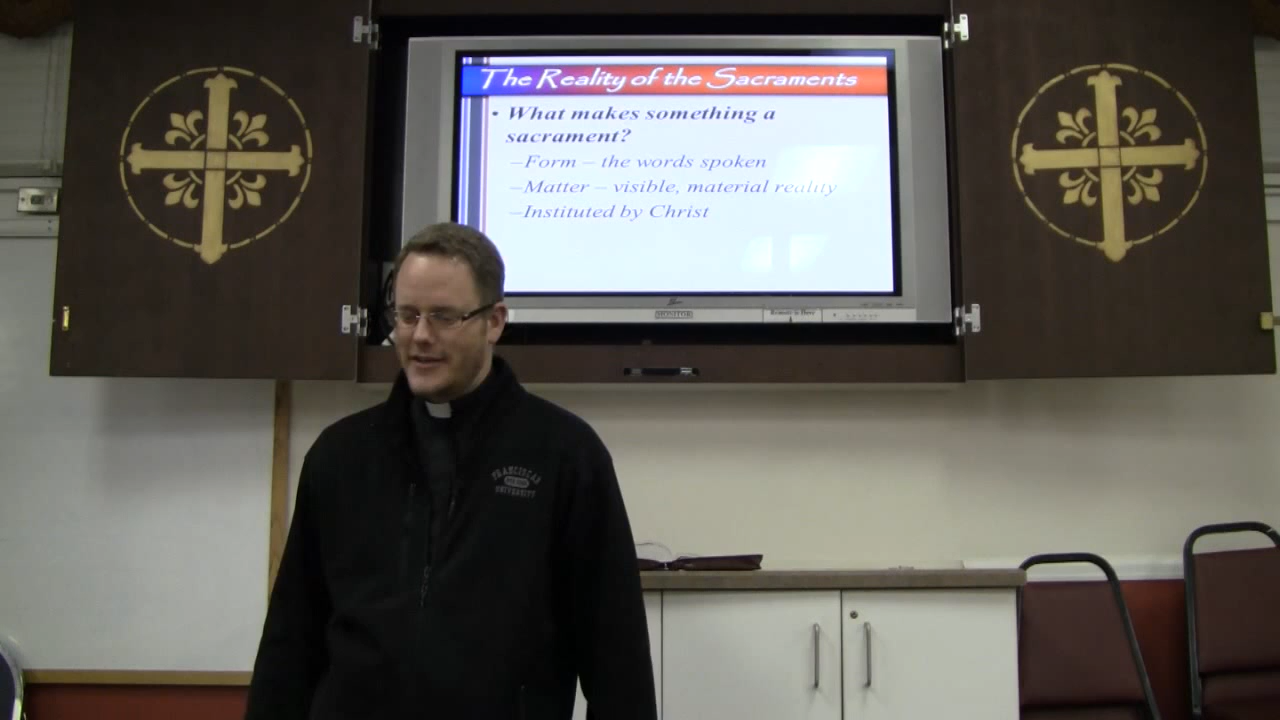 The Reality of the Sacraments
• What makes something a
sacrament?
–Form – the words spoken
–Matter – visible, material reality
–Instituted by Christ
MONITOR
FRANCISCAN
UNIVERSITY